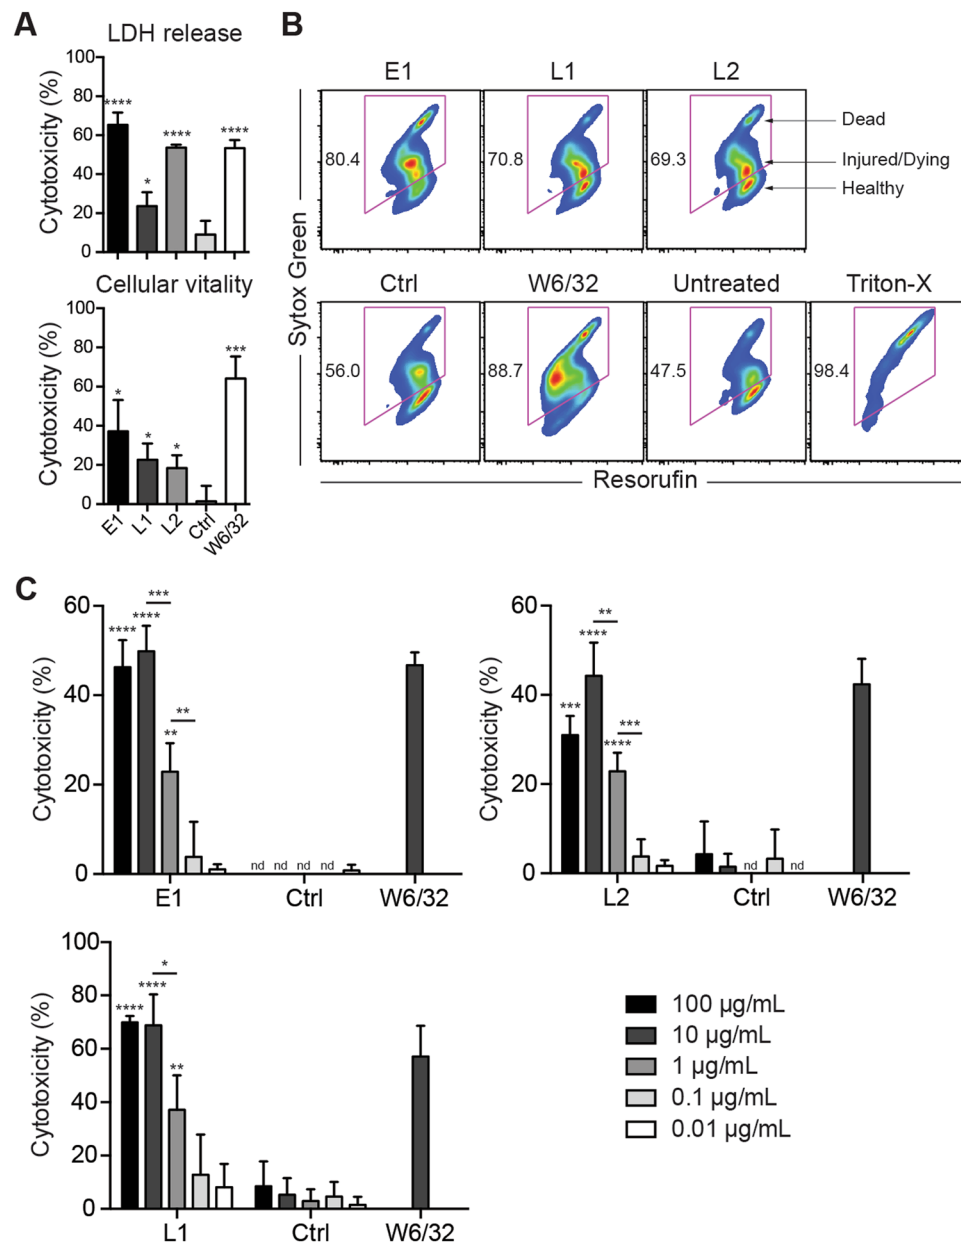 A
LDH release
Cytotoxicity (%)
100
80
60
40
20
0
****
*
****
****
Cellular vitality
Cytotoxicity (%)
100
80
60
40
20
0
*
*
*
***
E1
L1
L2
Ctrl
W6/32
B
E1
L1
L2
80.4
70.8
69.3
Dead
Injured/Dying
Healthy
Sytox Green
Ctrl
W6/32
Untreated
Triton-X
56.0
88.7
47.5
98.4
Resorufin
C
Cytotoxicity (%)
60
40
20
0
****
****
***
**
**
nd nd nd nd
E1
Ctrl
W6/32
Cytotoxicity (%)
60
40
20
0
***
****
**
****
***
nd
nd
L2
Ctrl
W6/32
Cytotoxicity (%)
100
80
60
40
20
0
****
****
*
**
L1
Ctrl
W6/32
100 µg/mL
10 µg/mL
1 µg/mL
0.1 µg/mL
0.01 µg/mL